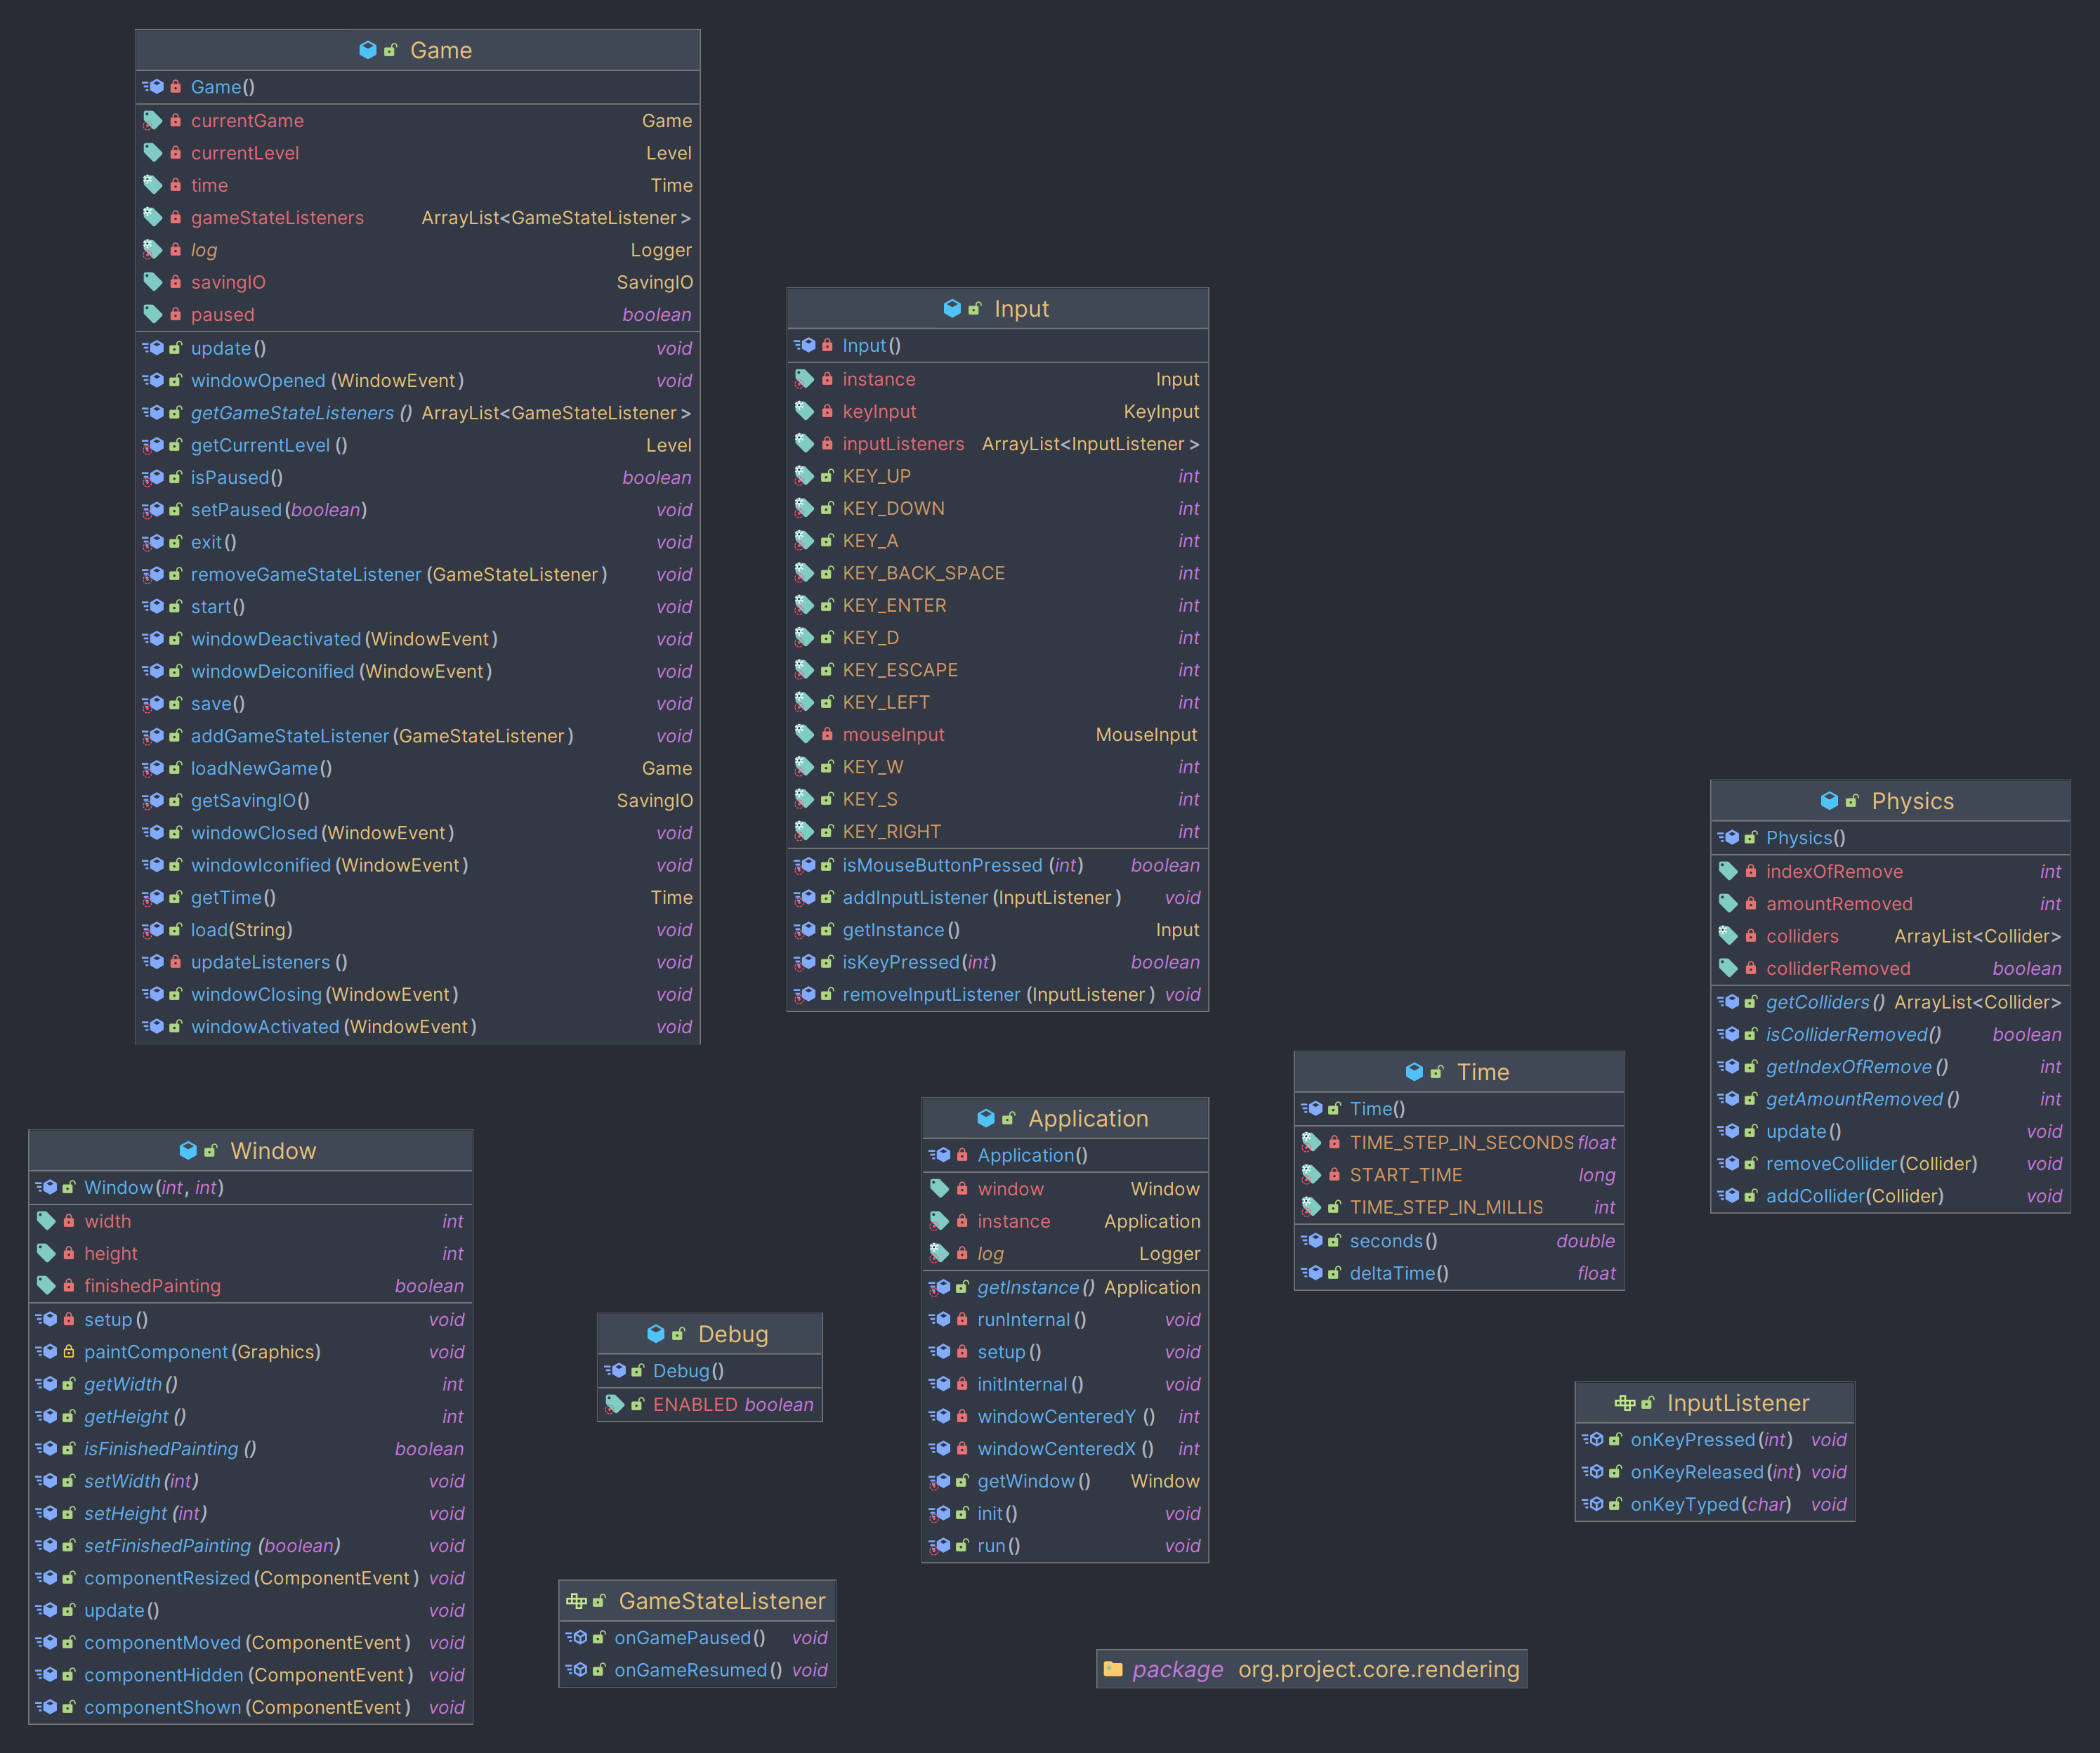 Game
Game()
currentGame Game
currentLevel Level
time Time
gameStateListeners ArrayList<GameStateListener>
log Logger
savingIO SavingIO
paused boolean
update() void
windowOpened(WindowEvent) void
getGameStateListeners() ArrayList<GameStateListener>
getCurrentLevel() Level
isPaused() boolean
setPaused(boolean) void
exit() void
removeGameStateListener(GameStateListener) void
start() void
windowDeactivated(WindowEvent) void
windowDeiconified(WindowEvent) void
save() void
addGameStateListener(GameStateListener) void
loadNewGame() Game
getSavingIO() SavingIO
windowClosed(WindowEvent) void
windowIconified(WindowEvent) void
getTime() Time
load(String) void
updateListeners() void
windowClosing(WindowEvent) void
windowActivated(WindowEvent) void
Input
Input()
instance Input
keyInput KeyInput
inputListeners ArrayList<InputListener>
KEY_UP int
KEY_DOWN int
KEY_A int
KEY_BACK_SPACE int
KEY_ENTER int
KEY_D int
KEY_ESCAPE int
KEY_LEFT int
mouseInput MouseInput
KEY_W int
KEY_S int
KEY_RIGHT int
isMouseButtonPressed(int) boolean
addInputListener(InputListener) void
getInstance() Input
isKeyPressed(int) boolean
removeInputListener(InputListener) void
Physics
Physics()
indexOfRemove int
amountRemoved int
colliders ArrayList<Collider>
colliderRemoved boolean
getColliders() ArrayList<Collider>
isColliderRemoved() boolean
getIndexOfRemove() int
getAmountRemoved() int
update() void
removeCollider(Collider) void
addCollider(Collider) void
Time
Time()
TIME_STEP_IN_SECONDS float
START_TIME long
TIME_STEP_IN_MILLIS int
seconds() double
deltaTime() float
Application
Application()
window Window
instance Application
log Logger
getInstance() Application
runInternal() void
setup() void
initInternal() void
windowCenteredY() int
windowCenteredX() int
getWindow() Window
init() void
run() void
Window
Window(int, int)
width int
height int
finishedPainting boolean
setup() void
paintComponent(Graphics) void
getWidth() int
getHeight() int
isFinishedPainting() boolean
setWidth(int) void
setHeight(int) void
setFinishedPainting(boolean) void
componentResized(ComponentEvent) void
update() void
componentMoved(ComponentEvent) void
componentHidden(ComponentEvent) void
componentShown(ComponentEvent) void
Debug
Debug()
ENABLED boolean
InputListener
onKeyPressed(int) void
onKeyReleased(int) void
onKeyTyped(char) void
GameStateListener
onGamePaused() void
onGameResumed() void
package org.project.core.rendering